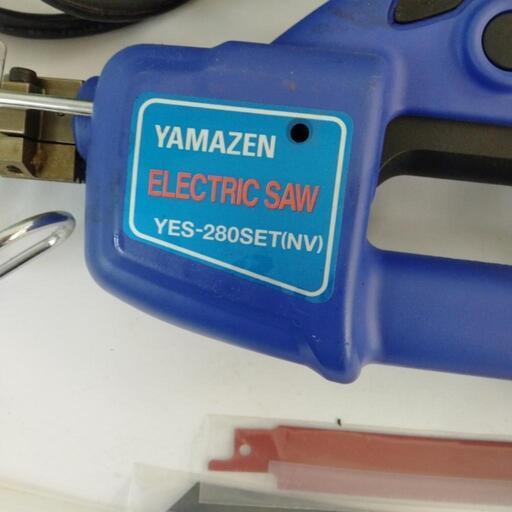 YAMAZEN
ELECTRIC SAW
YES-280SET(NV)